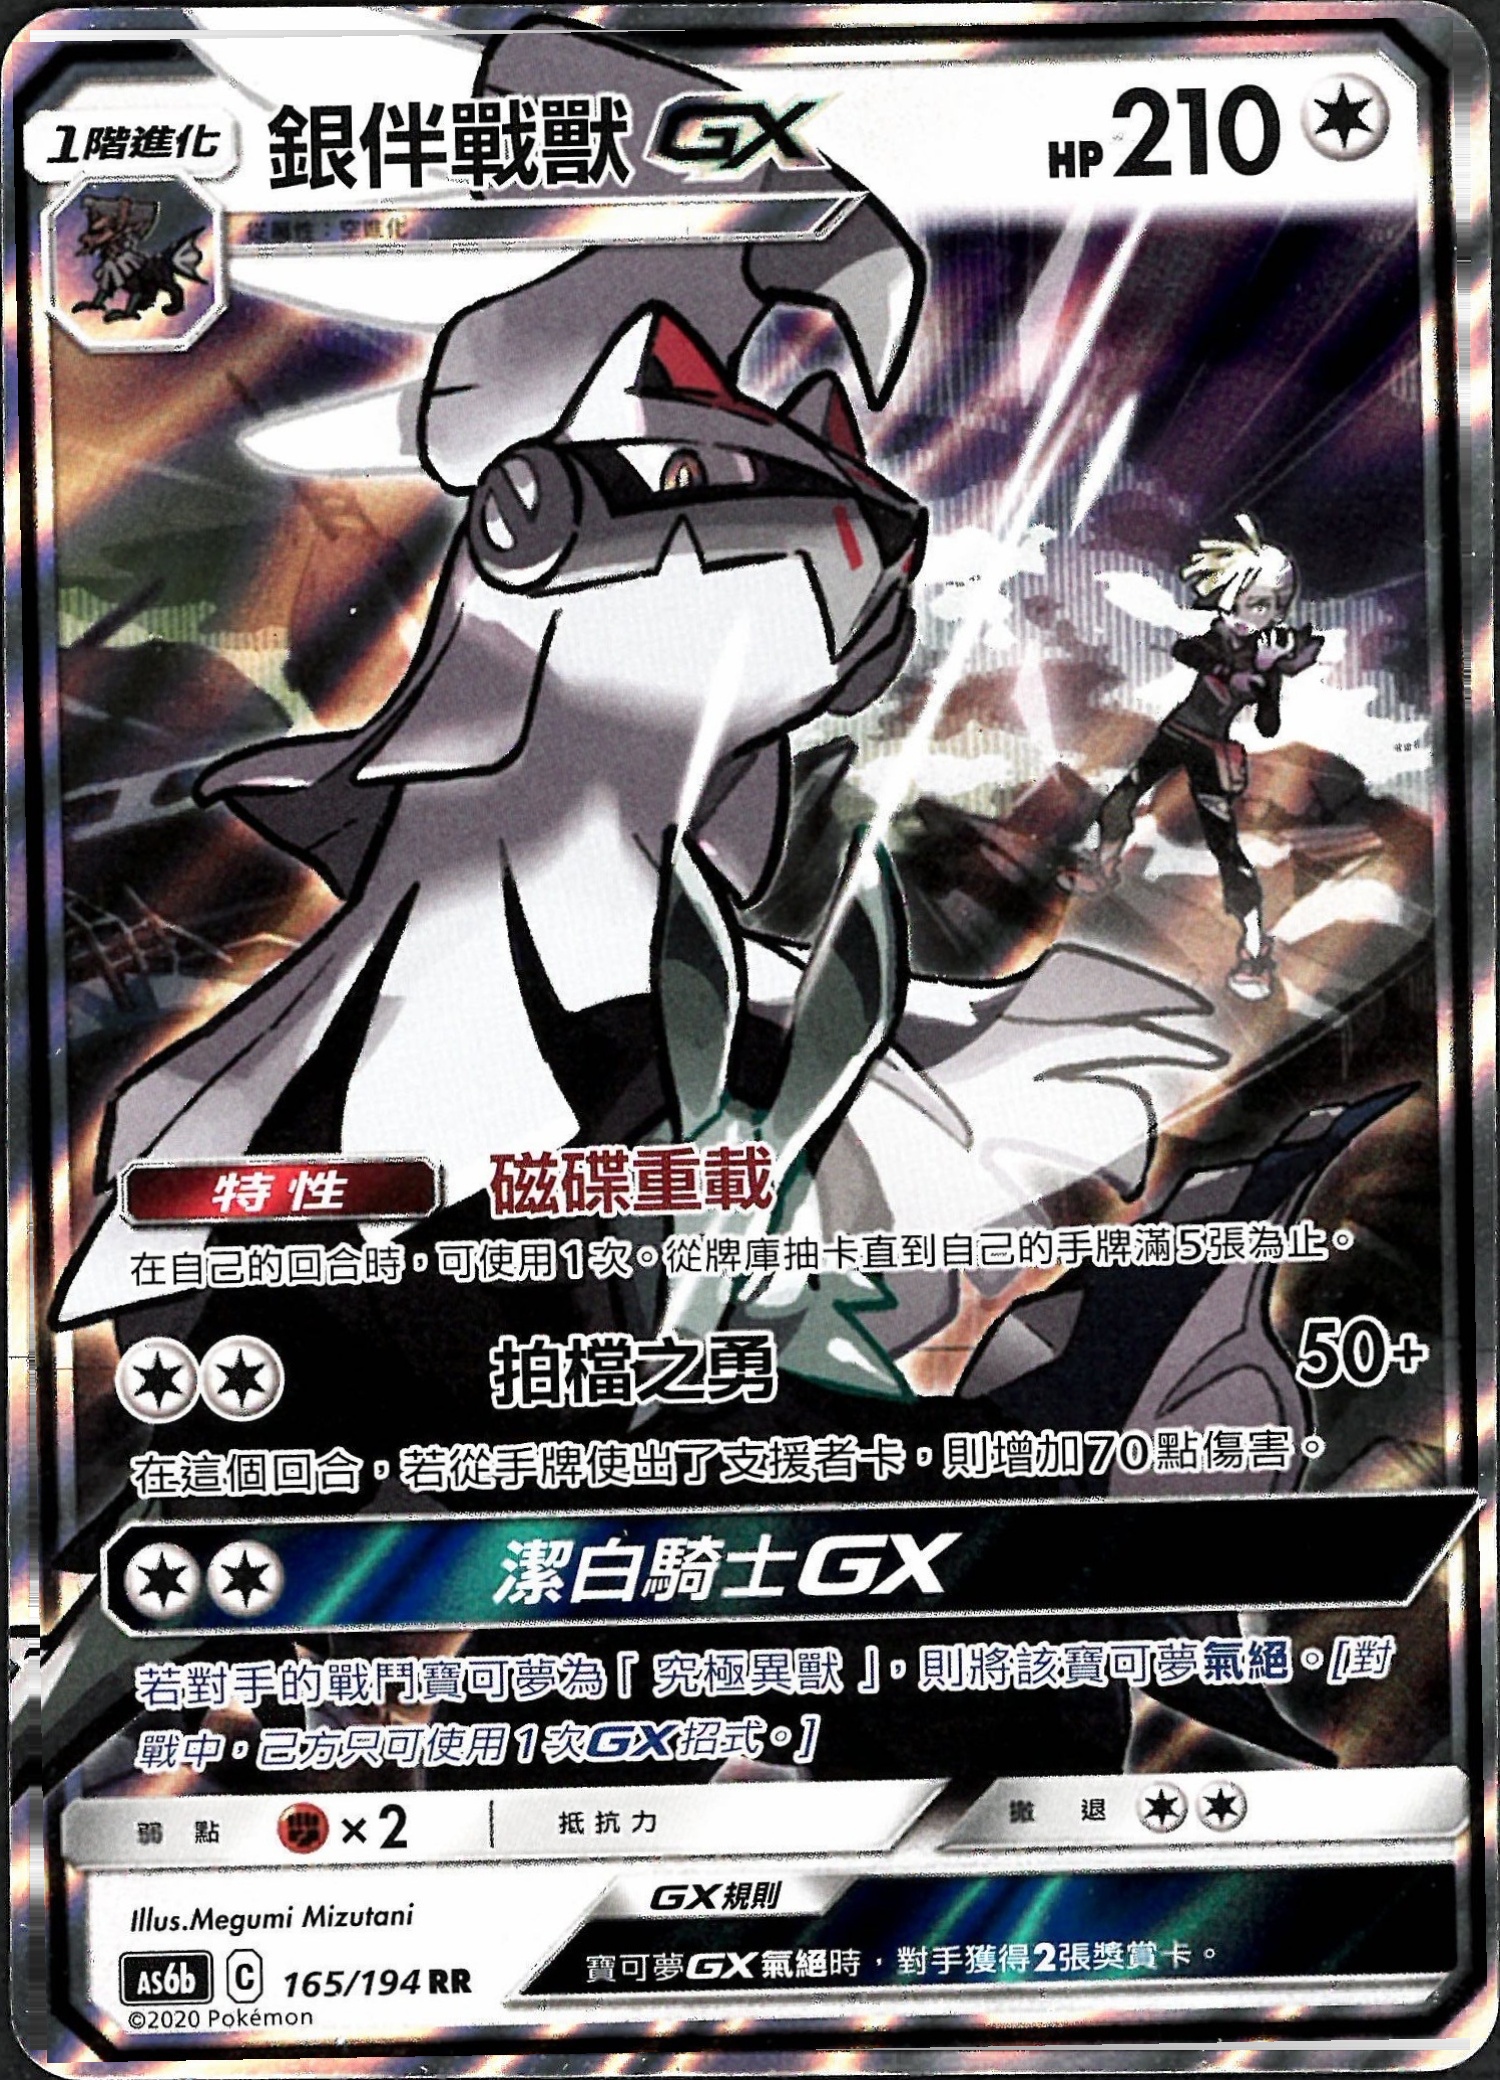 1階進化
銀伴戰獸GX
HP 210
從屬性：空進化
特性 磁碟重載
在自己的回合時，可使用1次。從牌庫抽卡直到自己的手牌滿5張為止。
拍檔之勇 50+
在這個回合，若從手牌使出了支援者卡，則增加70點傷害。
潔白騎士GX
若對手的戰鬥寶可夢為「 究極異獸 」，則將該寶可夢氣絕。[對
戰中，己方只可使用1次GX招式。]
弱點 ×2 抵抗力 撤退
Illus.Megumi Mizutani
GX規則
寶可夢GX氣絕時，對手獲得2張獎賞卡。
AS6b C 165/194 RR
©2020 Pokémon